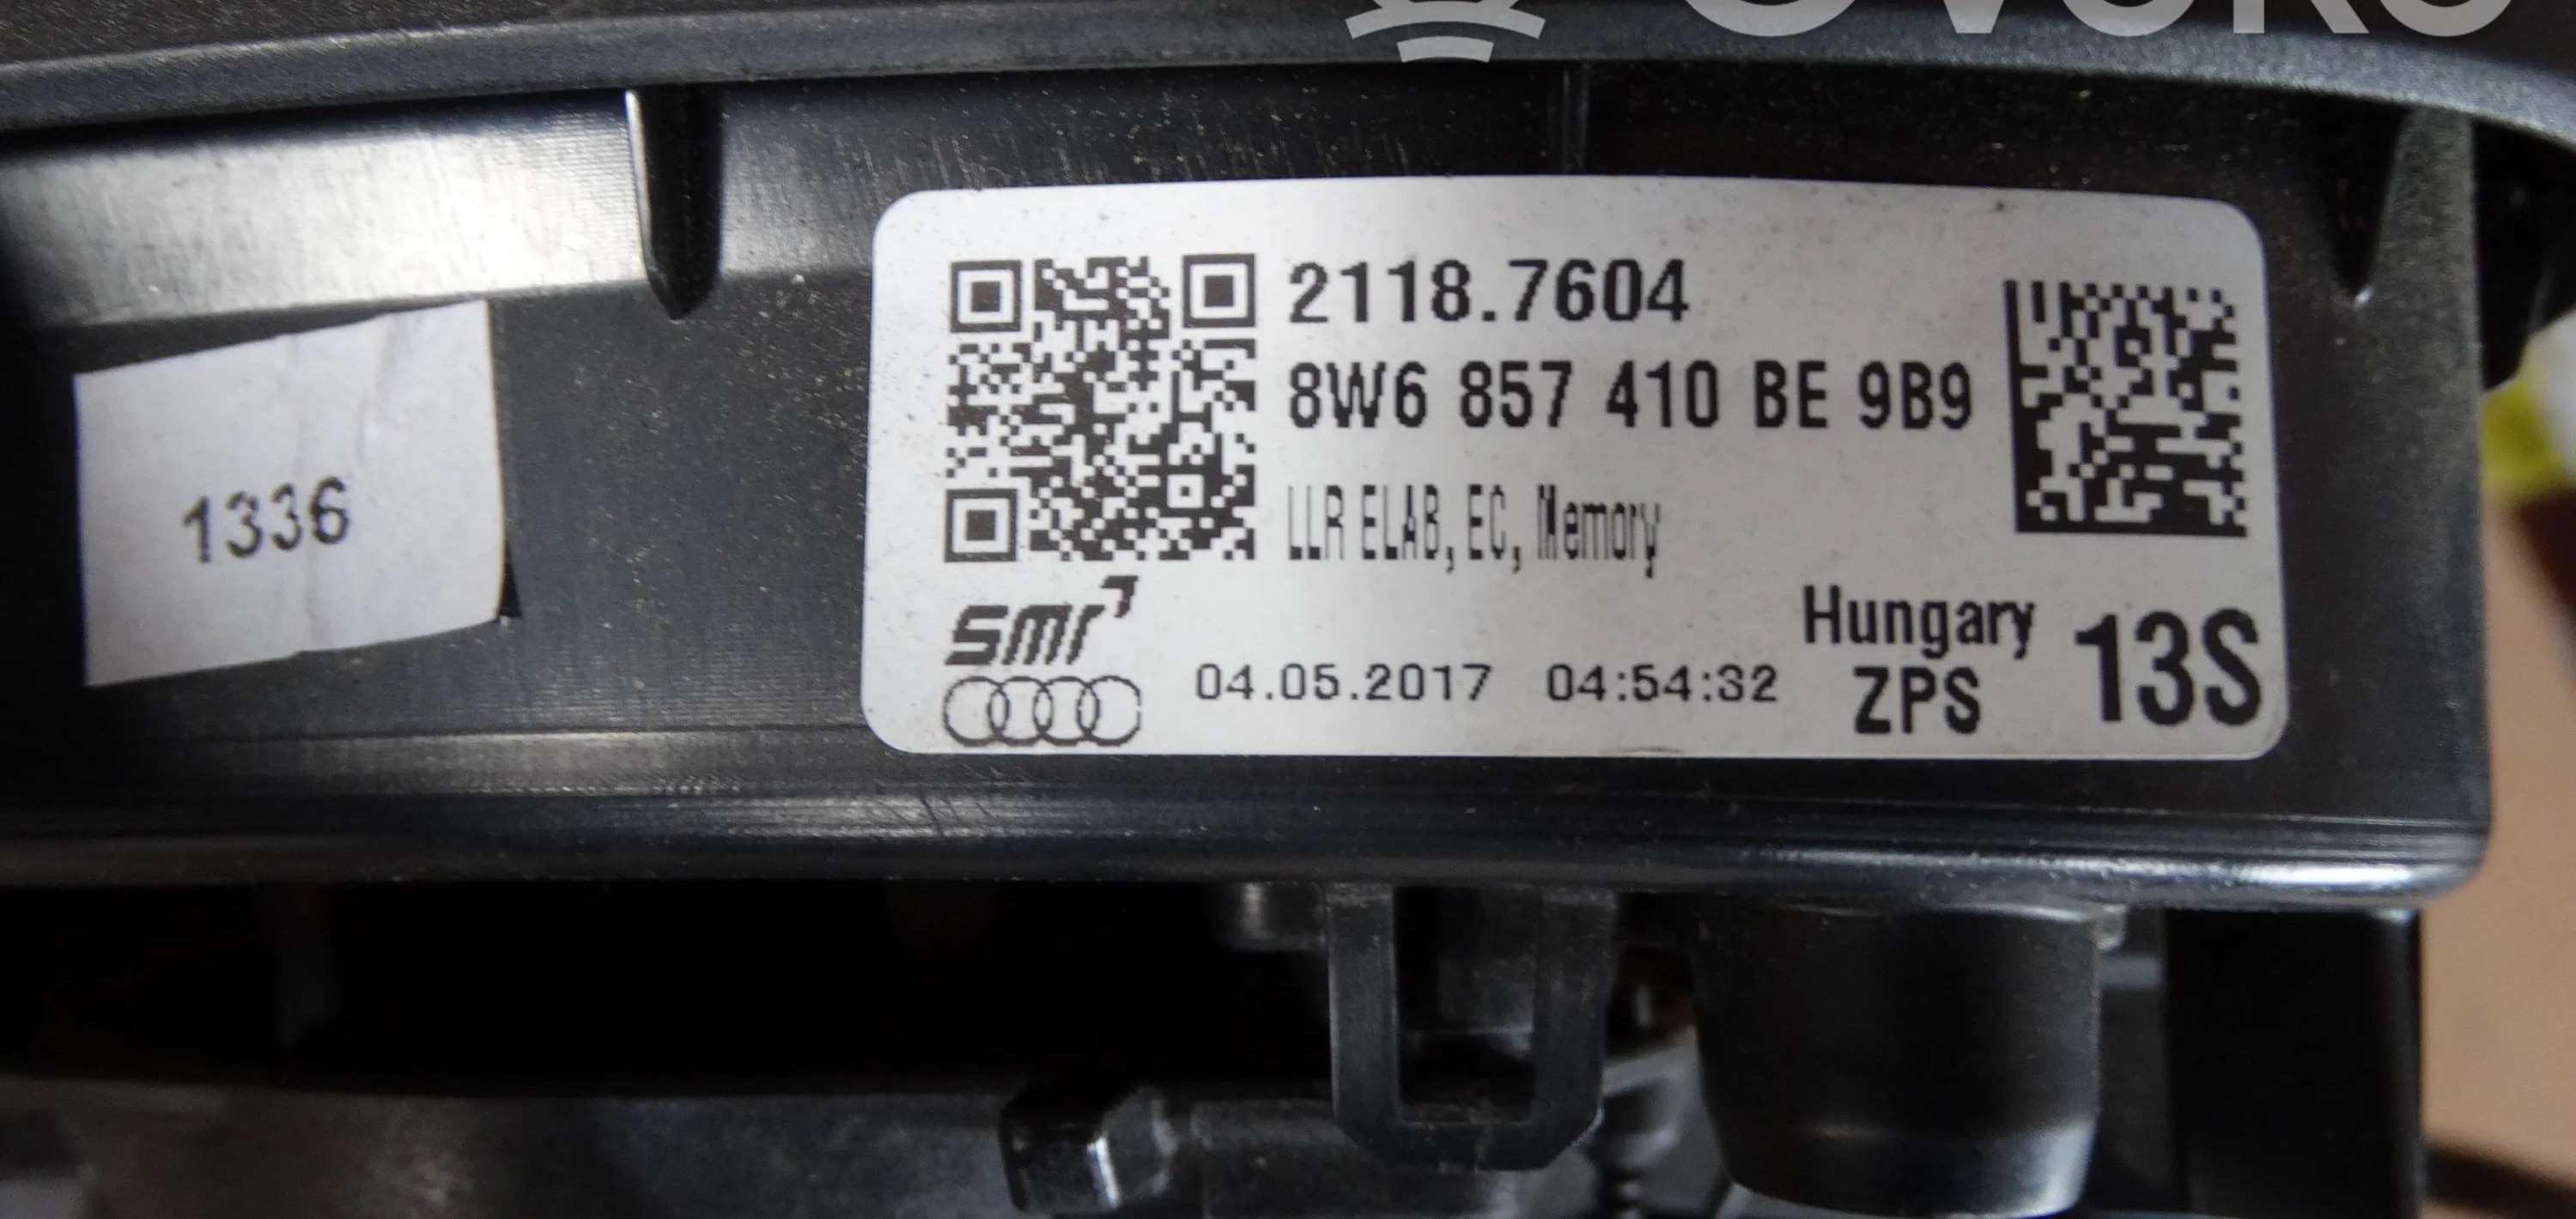 1336
2118.7604
8W6 857 410 BE 9B9
LLR ELAB, EC, Memory
smr
04.05.2017 04:54:32
Hungary
ZPS
13S